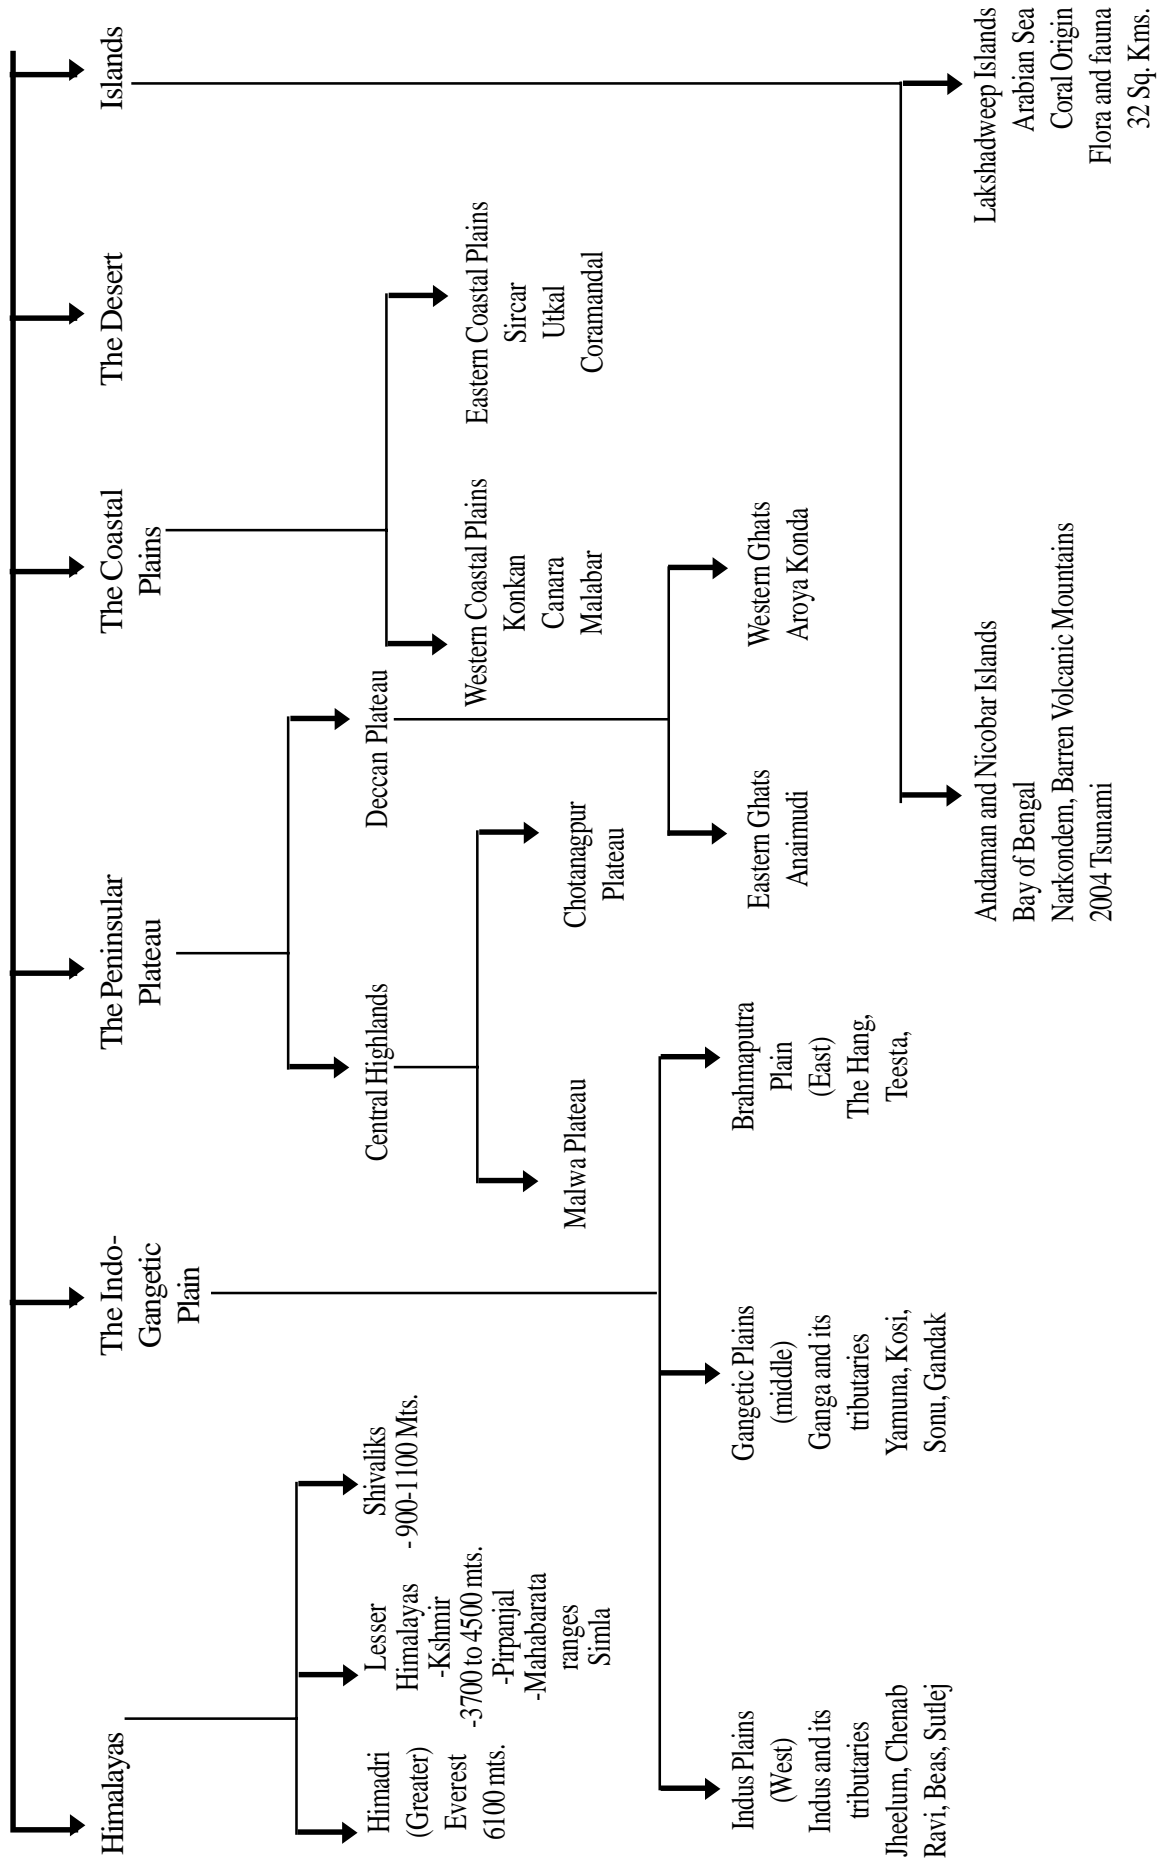 Himalayas
The Indo-
Gangetic
Plain
The Peninsular
Plateau
The Coastal
Plains
The Desert
Islands
Himadri
(Greater)
Everest
6100 mts.
Lesser
Himalayas
-Kshmir
-3700 to 4500 mts.
-Pirpanjal
-Mahabarata
ranges
Simla
Shivaliks
-900-1100 Mts.
Indus Plains
(West)
Indus and its
tributaries
Jheelum, Chenab
Ravi, Beas, Sutlej
Gangetic Plains
(middle)
Ganga and its
tributaries
Yamuna, Kosi,
Sonu, Gandak
Brahmaputra
Plain
(East)
The Hang,
Teesta,
Central Highlands
Deccan Plateau
Malwa Plateau
Chotanagpur
Plateau
Eastern Ghats
Anaimudi
Western Ghats
Aroya Konda
Western Coastal Plains
Konkan
Canara
Malabar
Eastern Coastal Plains
Sircar
Utkal
Coramandal
Andaman and Nicobar Islands
Bay of Bengal
Narkondem, Barren Volcanic Mountains
2004 Tsunami
Lakshadweep Islands
Arabian Sea
Coral Origin
Flora and fauna
32 Sq. Kms.